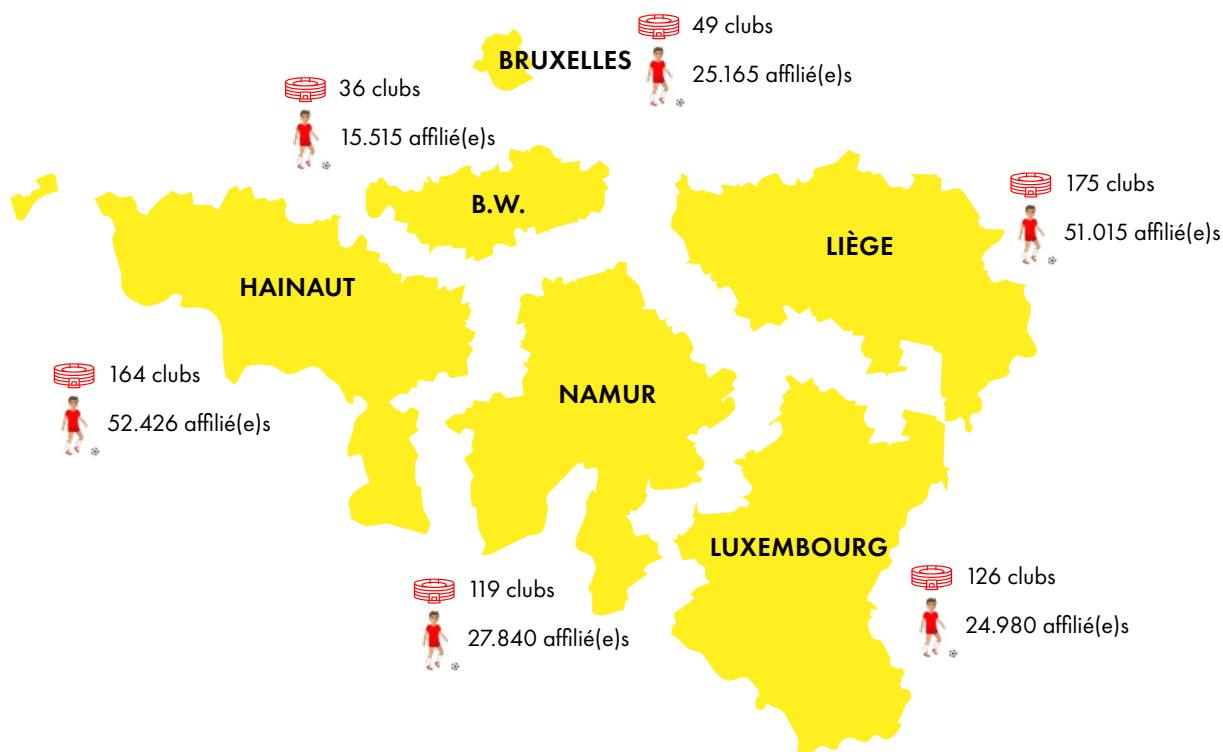 49 clubs
BRUXELLES
25.165 affilié(e)s
36 clubs
15.515 affilié(e)s
B.W.
175 clubs
51.015 affilié(e)s
LIÈGE
HAINAUT
164 clubs
52.426 affilié(e)s
NAMUR
119 clubs
27.840 affilié(e)s
LUXEMBOURG
126 clubs
24.980 affilié(e)s